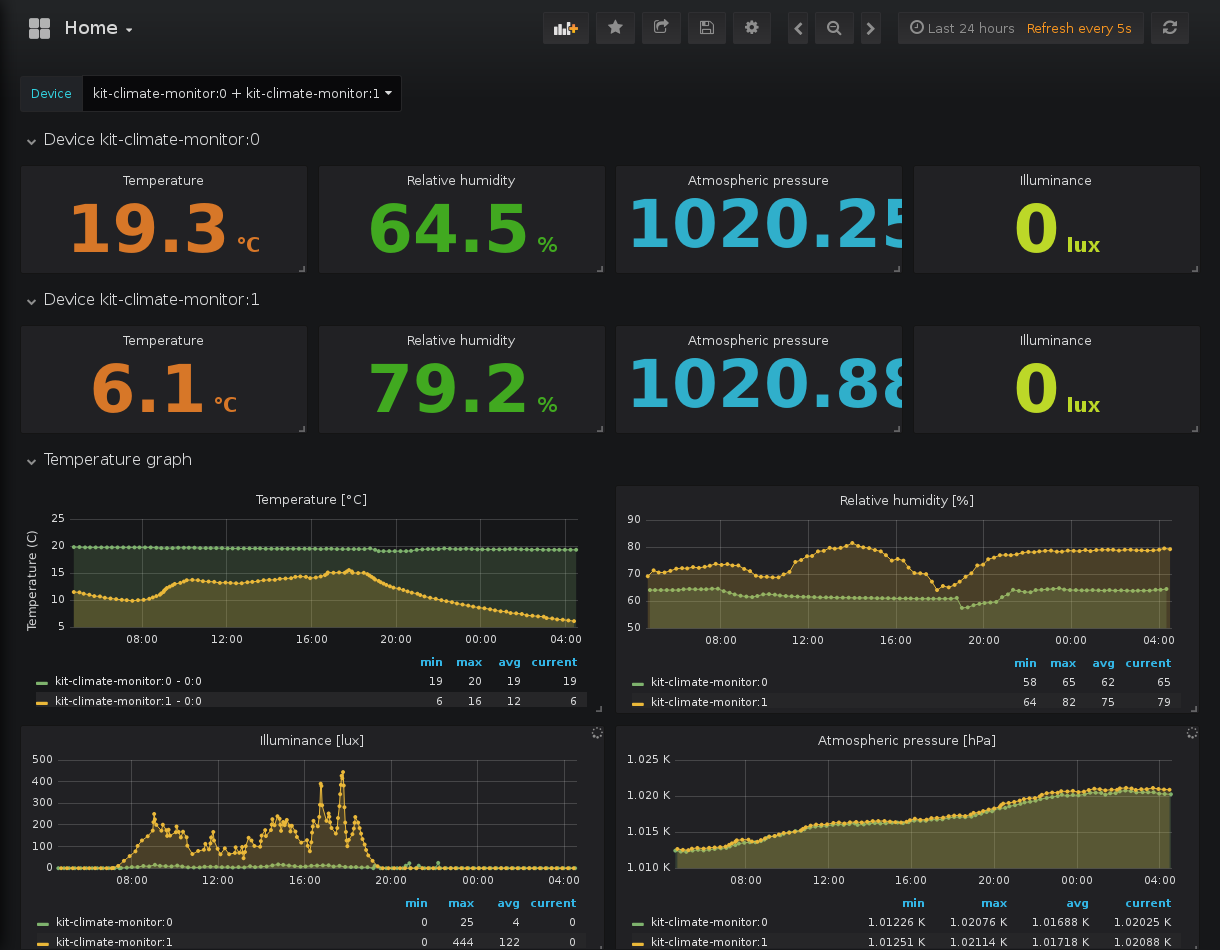 Home
Last 24 hours Refresh every 5s
Device kit-climate-monitor:0 + kit-climate-monitor:1
Device kit-climate-monitor:0
Temperature Relative humidity Atmospheric pressure Illuminance
19.3 °C 64.5 % 1020.25 0 lux
Device kit-climate-monitor:1
Temperature Relative humidity Atmospheric pressure Illuminance
6.1 °C 79.2 % 1020.88 0 lux
Temperature graph
Temperature [°C]
Temperature (C)
25
20
15
10
5
08:00 12:00 16:00 20:00 00:00 04:00
min max avg current
kit-climate-monitor:0 - 0:0 19 20 19 19
kit-climate-monitor:1 - 0:0 6 16 12 6
Relative humidity [%]
90
80
70
60
50
08:00 12:00 16:00 20:00 00:00 04:00
min max avg current
kit-climate-monitor:0 58 65 62 65
kit-climate-monitor:1 64 82 75 79
Illuminance [lux]
500
400
300
200
100
0
08:00 12:00 16:00 20:00 00:00 04:00
min max avg current
kit-climate-monitor:0 0 25 4 0
kit-climate-monitor:1 0 444 122 0
Atmospheric pressure [hPa]
1.025 K
1.020 K
1.015 K
1.010 K
08:00 12:00 16:00 20:00 00:00 04:00
min max avg current
kit-climate-monitor:0 1.01226 K 1.02076 K 1.01688 K 1.02025 K
kit-climate-monitor:1 1.01251 K 1.02114 K 1.01718 K 1.02088 K